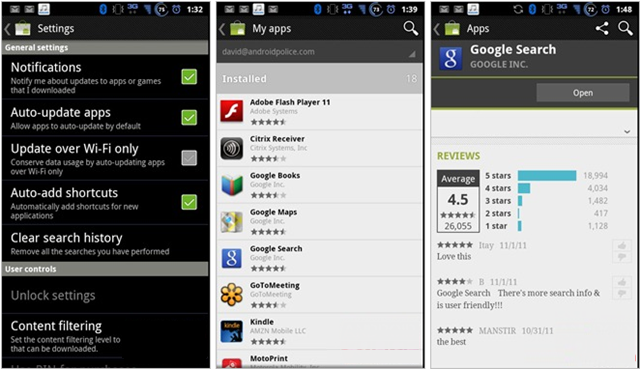 3G
75
1:32
Settings
General settings
Notifications
Notify me about updates to apps or games
that I downloaded
Auto-update apps
Allow apps to auto-update by default
Update over Wi-Fi only
Conserve data usage by auto-updating apps
over Wi-Fi only
Auto-add shortcuts
Automatically add shortcuts for new
applications
Clear search history
Remove all the searches you have performed
User controls
Unlock settings
Content filtering
Set the content filtering level to
that can be downloaded.
3G
73
1:39
My apps
david@androidpolice.com
Installed 18
Adobe Flash Player 11
Adobe Systems
Citrix Receiver
Citrix Systems, Inc
Google Books
Google Inc.
Google Maps
Google Inc.
Google Search
Google Inc.
GoToMeeting
GoToMeeting
Kindle
AMZN Mobile LLC
kindle
MotoPrint
3G
72
1:48
Apps
Google Search
GOOGLE INC.
Open
REVIEWS
Average
4.5
26,055
5 stars 18,994
4 stars 4,034
3 stars 1,482
2 stars 417
1 star 1,128
Itay 11/1/11
Love this
B 11/1/11
Google Search There's more search info &
is user friendly!!!
MANSTIR 10/31/11
the best